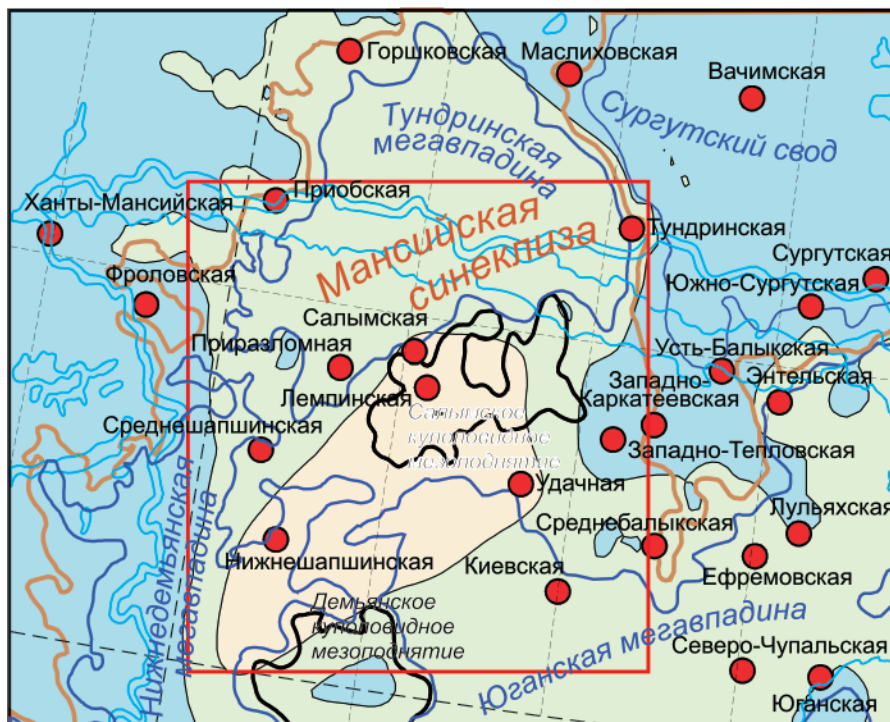 Горшковская
Маслиховская
Вачимская
Тундринская
мегавпадина
Сургутский свод
Ханты-Мансийская
Приобская
Мансийская
синеклиза
Тундринская
Сургутская
Южно-Сургутская
Фроловская
Салымская
Приразломная
Усть-Балыкская
Энтельская
Лемпинская
Западно-
Каркатеевская
Салымское
куполовидное
мезоподнятие
Среднешапшинская
Западно-Тепловская
Удачная
Нижнедемьянская
мегавпадина
Среднебалыкская
Лульяхская
Нижнешапшинская
Киевская
Ефремовская
Демьянское
куполовидное
мезоподнятие
Юганская мегавпадина
Северо-Чупальская
Юганская